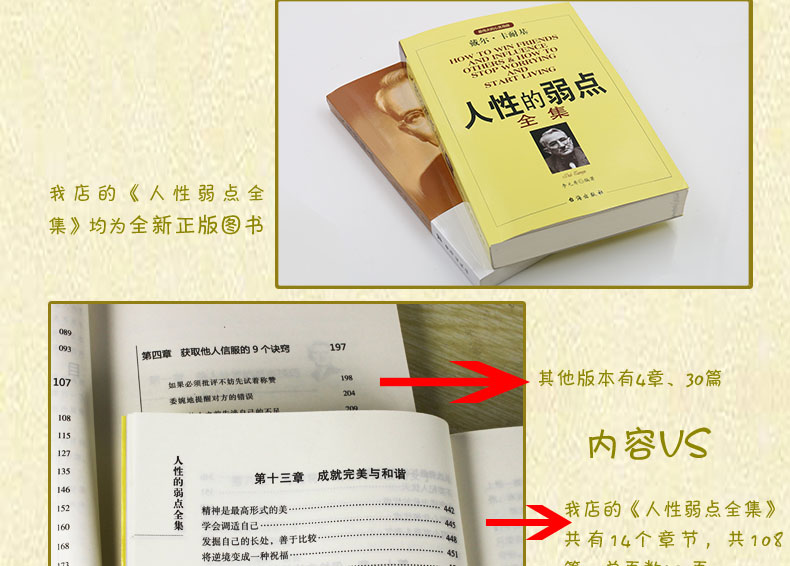 戴尔·卡耐基
HOW TO WIN FRIENDS
AND INFLUENCE
OTHERS & HOW TO
STOP WORRYING
AND
START LIVING
人性的弱点
全集
我店的《人性弱点全
集》均为全新正版图书
089
093
107
108
115
127
135
146
152
160
168
173
第四章 获取他人信服的9个诀窍 197
如果必须批评不妨先试着称赞 198
委婉地提醒对方的错误 204
209
其他版本有4章、30篇
内容VS
人性的弱点全集
第十三章 成就完美与和谐
精神是最高形式的美 442
学会调适自己 445
发掘自己的长处，善于比较 448
将逆境变成一种祝福 451
我店的《人性弱点全集》
共有14个章节，共108